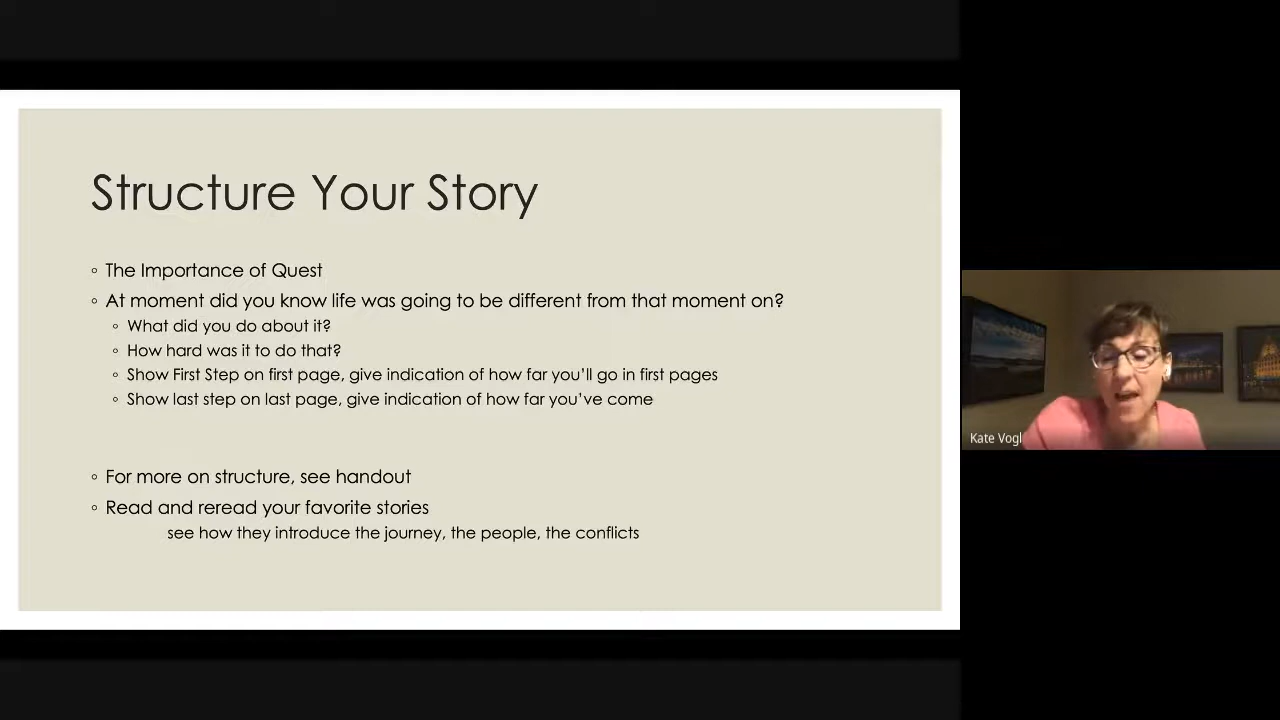 Structure Your Story
◦ The Importance of Quest
◦ At moment did you know life was going to be different from that moment on?
◦ What did you do about it?
◦ How hard was it to do that?
◦ Show First Step on first page, give indication of how far you'll go in first pages
◦ Show last step on last page, give indication of how far you've come
◦ For more on structure, see handout
◦ Read and reread your favorite stories
see how they introduce the journey, the people, the conflicts
Kate Vogl